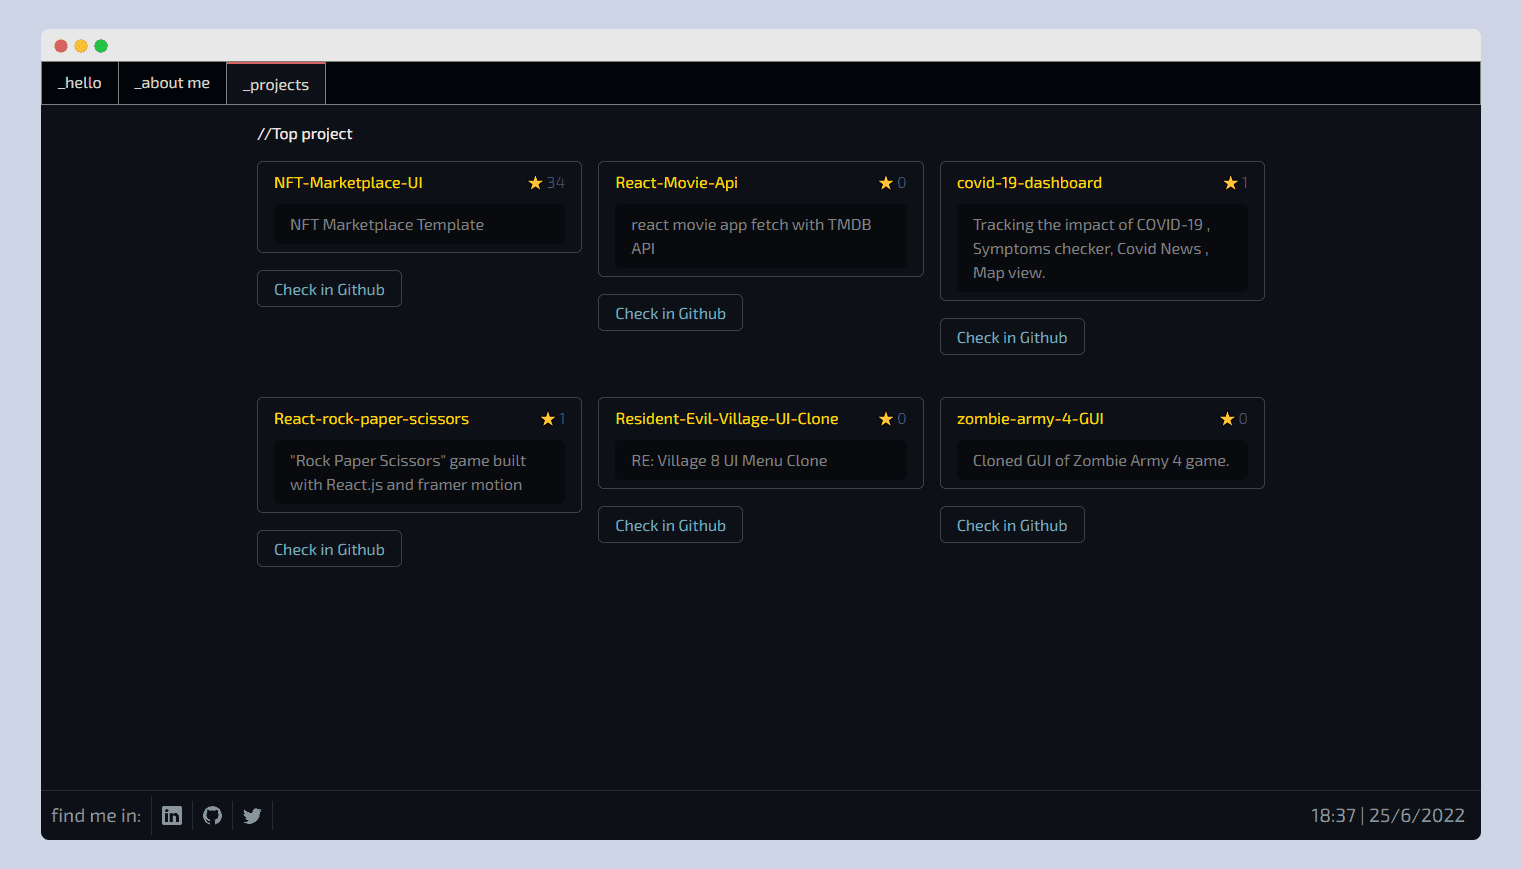 _hello
_about me
_projects
//Top project
NFT-Marketplace-UI
34
NFT Marketplace Template
Check in Github
React-Movie-Api
0
react movie app fetch with TMDB
API
Check in Github
covid-19-dashboard
1
Tracking the impact of COVID-19 ,
Symptoms checker, Covid News ,
Map view.
Check in Github
React-rock-paper-scissors
1
"Rock Paper Scissors" game built
with React.js and framer motion
Check in Github
Resident-Evil-Village-UI-Clone
0
RE: Village 8 UI Menu Clone
Check in Github
zombie-army-4-GUI
0
Cloned GUI of Zombie Army 4 game.
Check in Github
find me in:
in
18:37 | 25/6/2022